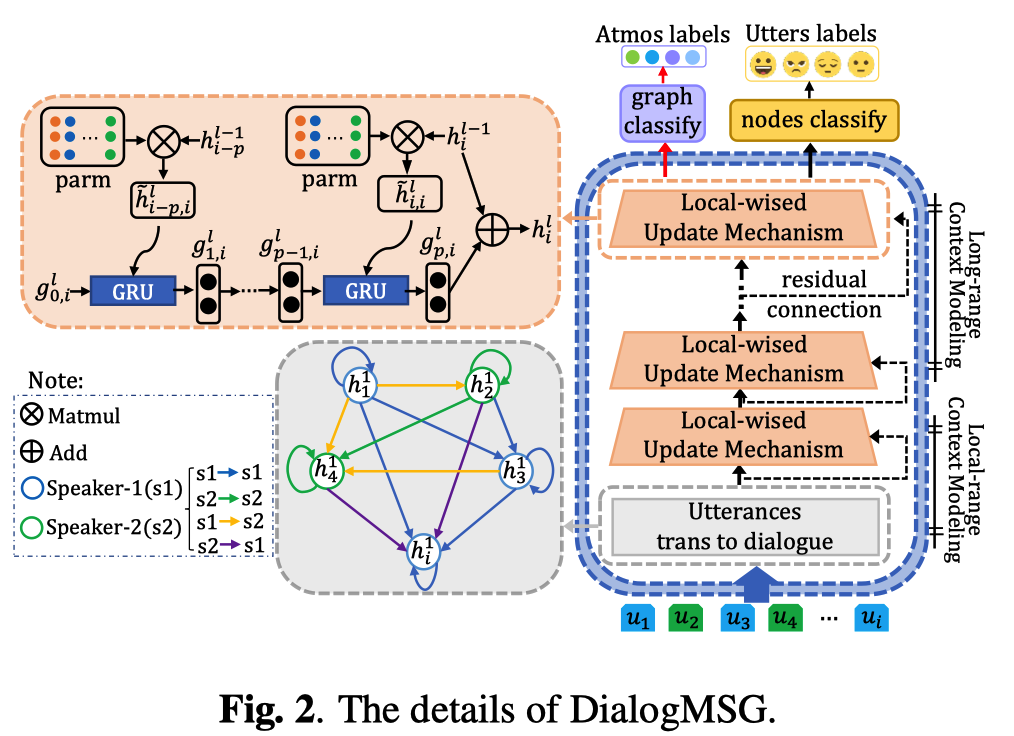 Atmos labels
Utters labels
graph
classify
nodes classify
parm
h_{i-p}^{l-1}
h̃_{i-p,i}^{l}
parm
h_i^{l-1}
h̃_{i,i}^{l}
g_{0,i}^{l}
GRU
g_{1,i}^{l}
...
g_{p-1,i}^{l}
GRU
g_{p,i}^{l}
h_i^l
Local-wised
Update Mechanism
residual
connection
Local-wised
Update Mechanism
Local-wised
Update Mechanism
Utterances
trans to dialogue
Long-range
Context Modeling
Local-range
Context Modeling
u_1 u_2 u_3 u_4 ... u_i
Note:
Matmul
Add
Speaker-1(s1)
Speaker-2(s2)
s1 → s1
s2 → s2
s1 → s2
s2 → s1
h_1^1
h_2^1
h_4^1
h_3^1
h_i^1
Fig. 2. The details of DialogMSG.